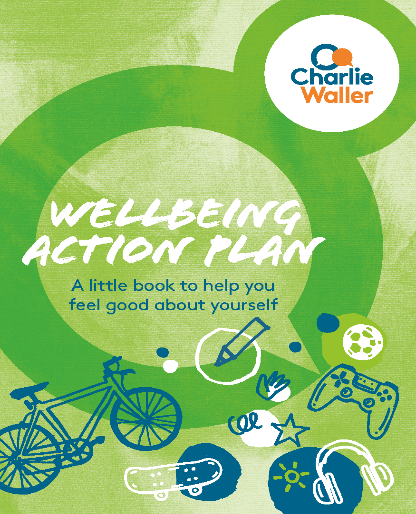 Charlie
Waller
WELLBEING
ACTION PLAN
A little book to help you
feel good about yourself